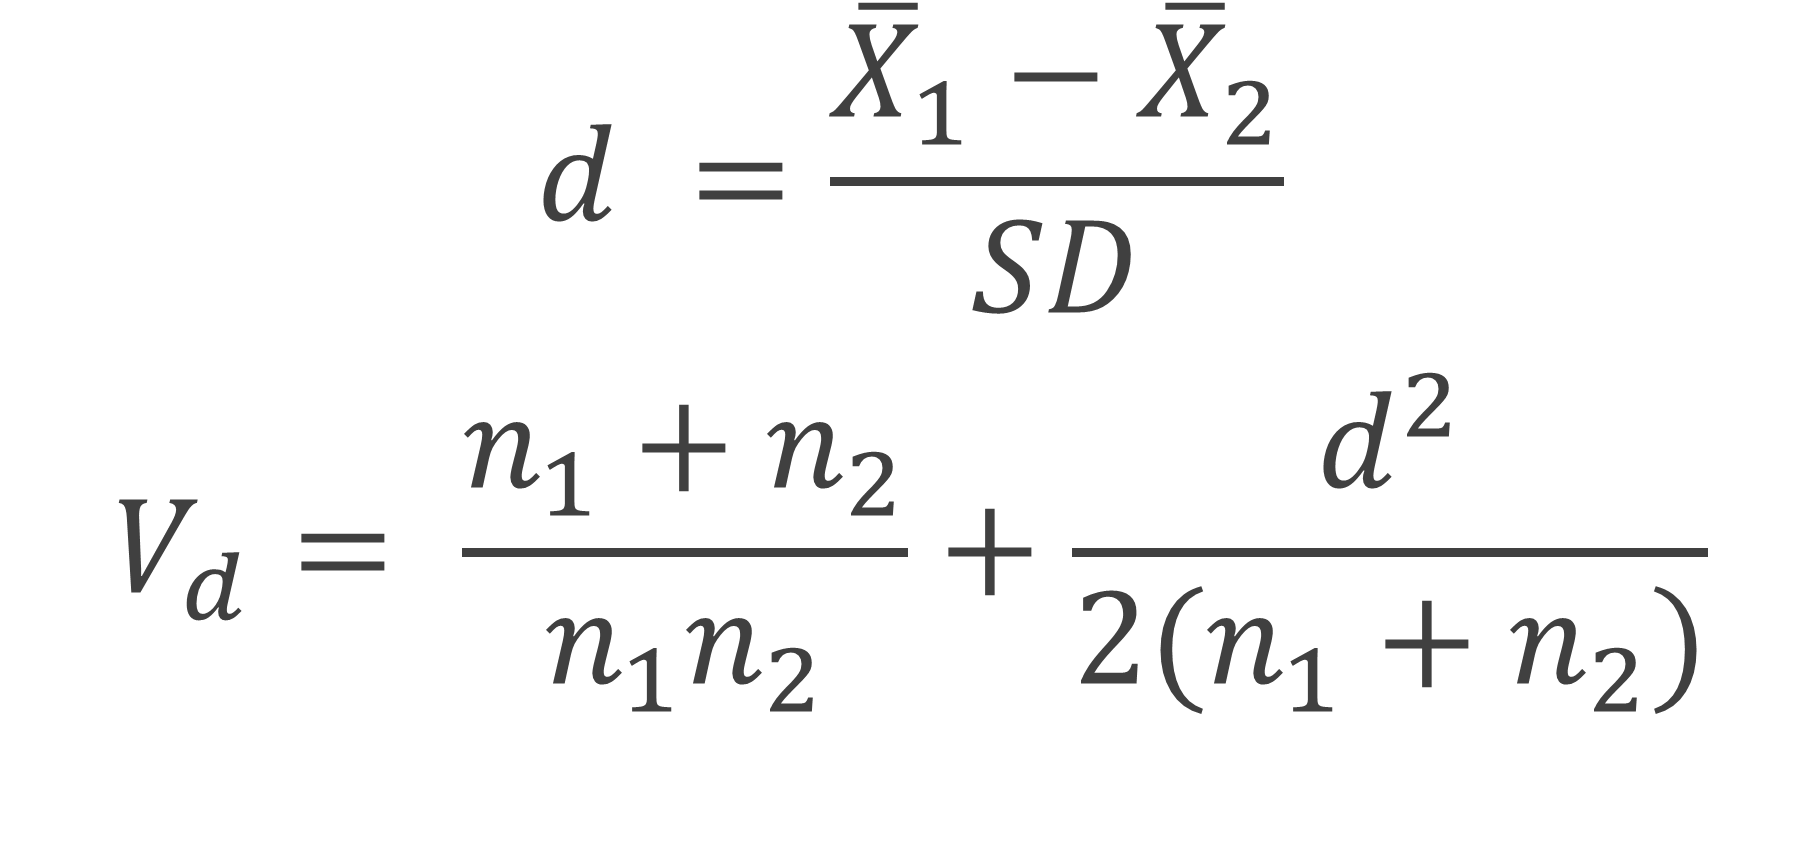 d = (X̄₁ − X̄₂) / SD
V_d = (n₁ + n₂) / (n₁n₂) + d² / (2(n₁ + n₂))